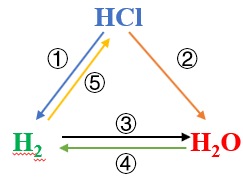 HCl
① ⑤ ②
③
H₂ H₂O
④